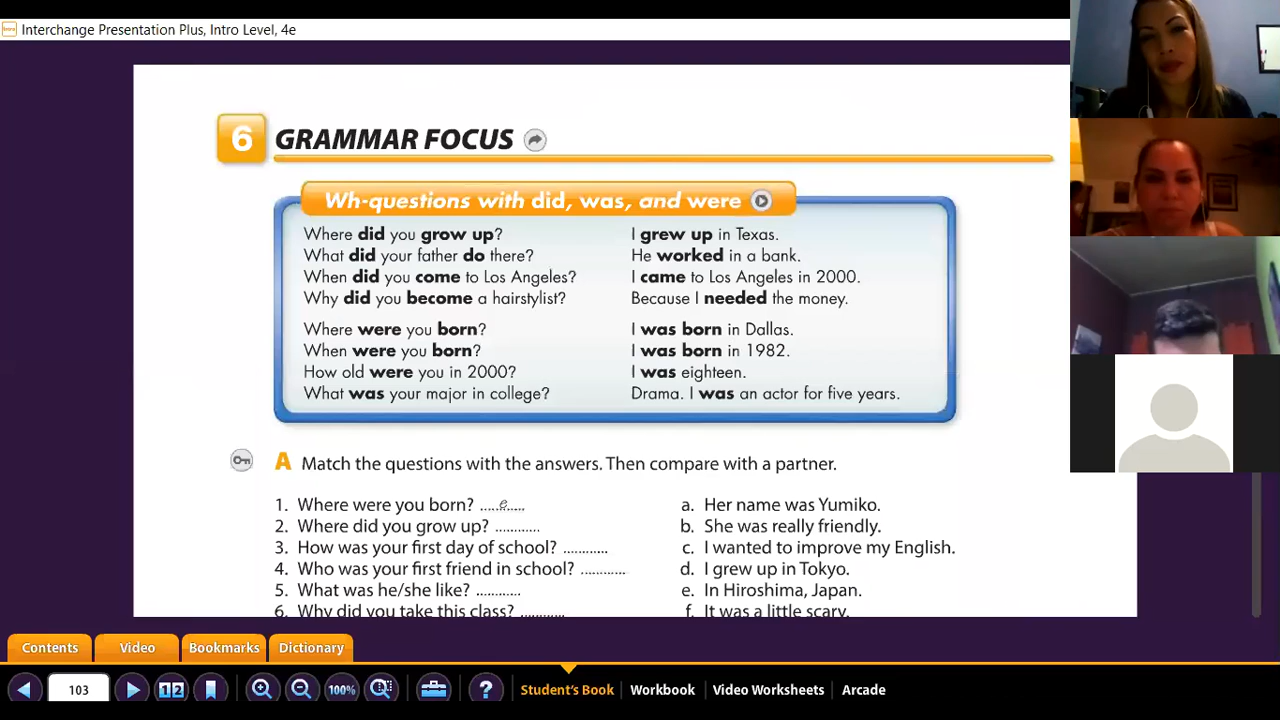 Interchange Presentation Plus, Intro Level, 4e
6 GRAMMAR FOCUS
Wh-questions with did, was, and were
Where did you grow up? I grew up in Texas.
What did your father do there? He worked in a bank.
When did you come to Los Angeles? I came to Los Angeles in 2000.
Why did you become a hairstylist? Because I needed the money.
Where were you born? I was born in Dallas.
When were you born? I was born in 1982.
How old were you in 2000? I was eighteen.
What was your major in college? Drama. I was an actor for five years.
A Match the questions with the answers. Then compare with a partner.
1. Where were you born? ....e..... a. Her name was Yumiko.
2. Where did you grow up? ............ b. She was really friendly.
3. How was your first day of school? ............ c. I wanted to improve my English.
4. Who was your first friend in school? ............ d. I grew up in Tokyo.
5. What was he/she like? ............ e. In Hiroshima, Japan.
6. Why did you take this class? ............ f. It was a little scary.
Contents Video Bookmarks Dictionary
103 1 2 100% ? Student's Book Workbook Video Worksheets Arcade